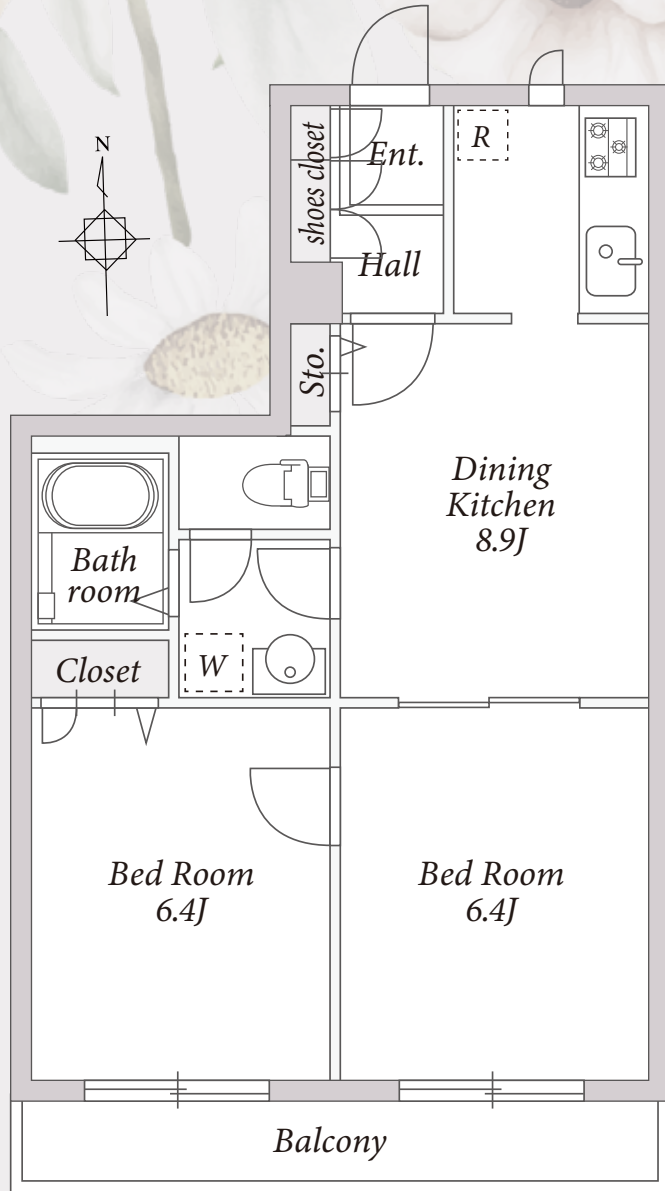 N
shoes closet
Ent.
R
Hall
Sto.
Dining
Kitchen
8.9J
Bath
room
Closet
W
Bed Room
6.4J
Bed Room
6.4J
Balcony